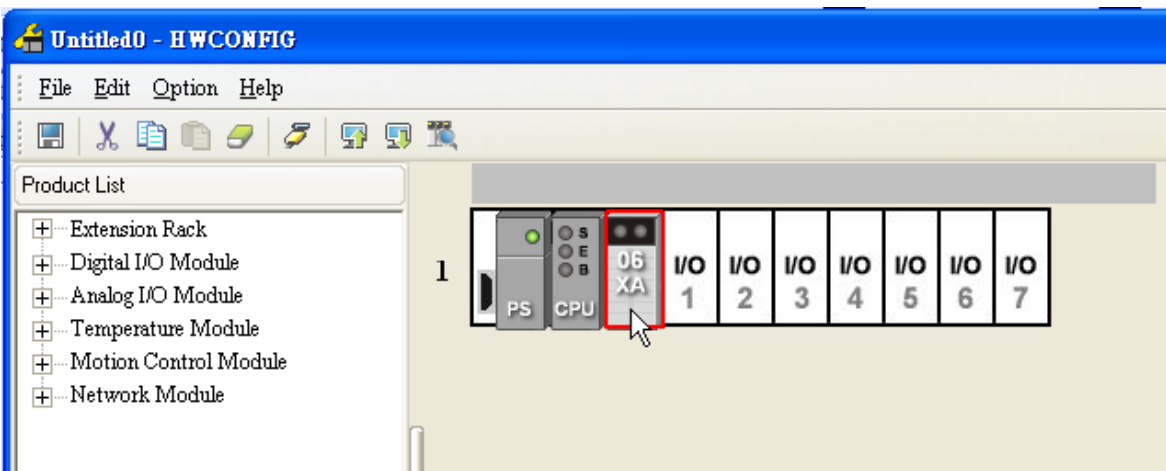 Untitled0 - HWCONFIG
File Edit Option Help
Product List
Extension Rack
Digital I/O Module
Analog I/O Module
Temperature Module
Motion Control Module
Network Module
1
PS
S
E
B
CPU
06
XA
I/O I/O I/O I/O I/O I/O I/O
1 2 3 4 5 6 7